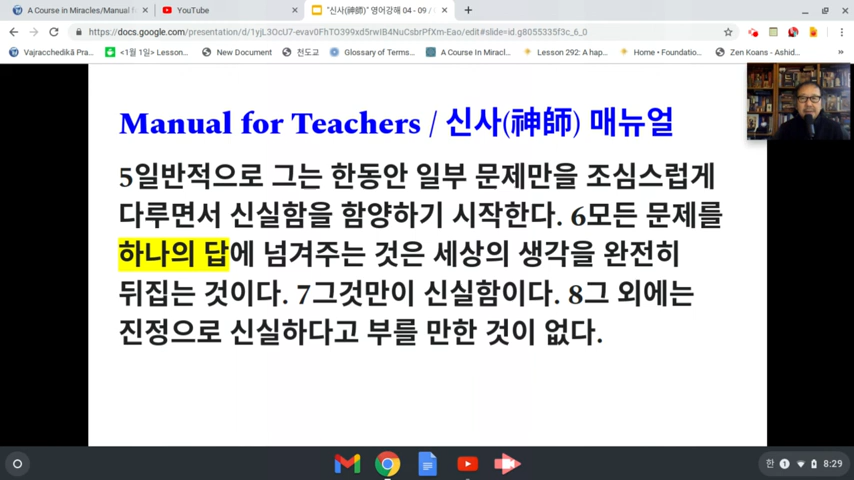 A Course in Miracles/Manual f
YouTube
"신사(神師)" 영어강해 04 - 09 / 
https://docs.google.com/presentation/d/1yjL3OcU7-evav0FhTO399xd5rwIB4NuCsbrPfXm-Eao/edit#slide=id.g8055335f3c_6_0
Vajracchedikā Pra...
<1월 1일> Lesson...
New Document
천도교
Glossary of Terms...
A Course In Miracl...
Lesson 292: A hap...
Home • Foundatio...
Zen Koans - Ashid...
Manual for Teachers / 신사(神師) 매뉴얼
5일반적으로 그는 한동안 일부 문제만을 조심스럽게
다루면서 신실함을 함양하기 시작한다. 6모든 문제를
하나의 답에 넘겨주는 것은 세상의 생각을 완전히
뒤집는 것이다. 7그것만이 신실함이다. 8그 외에는
진정으로 신실하다고 부를 만한 것이 없다.
한
1
8:29